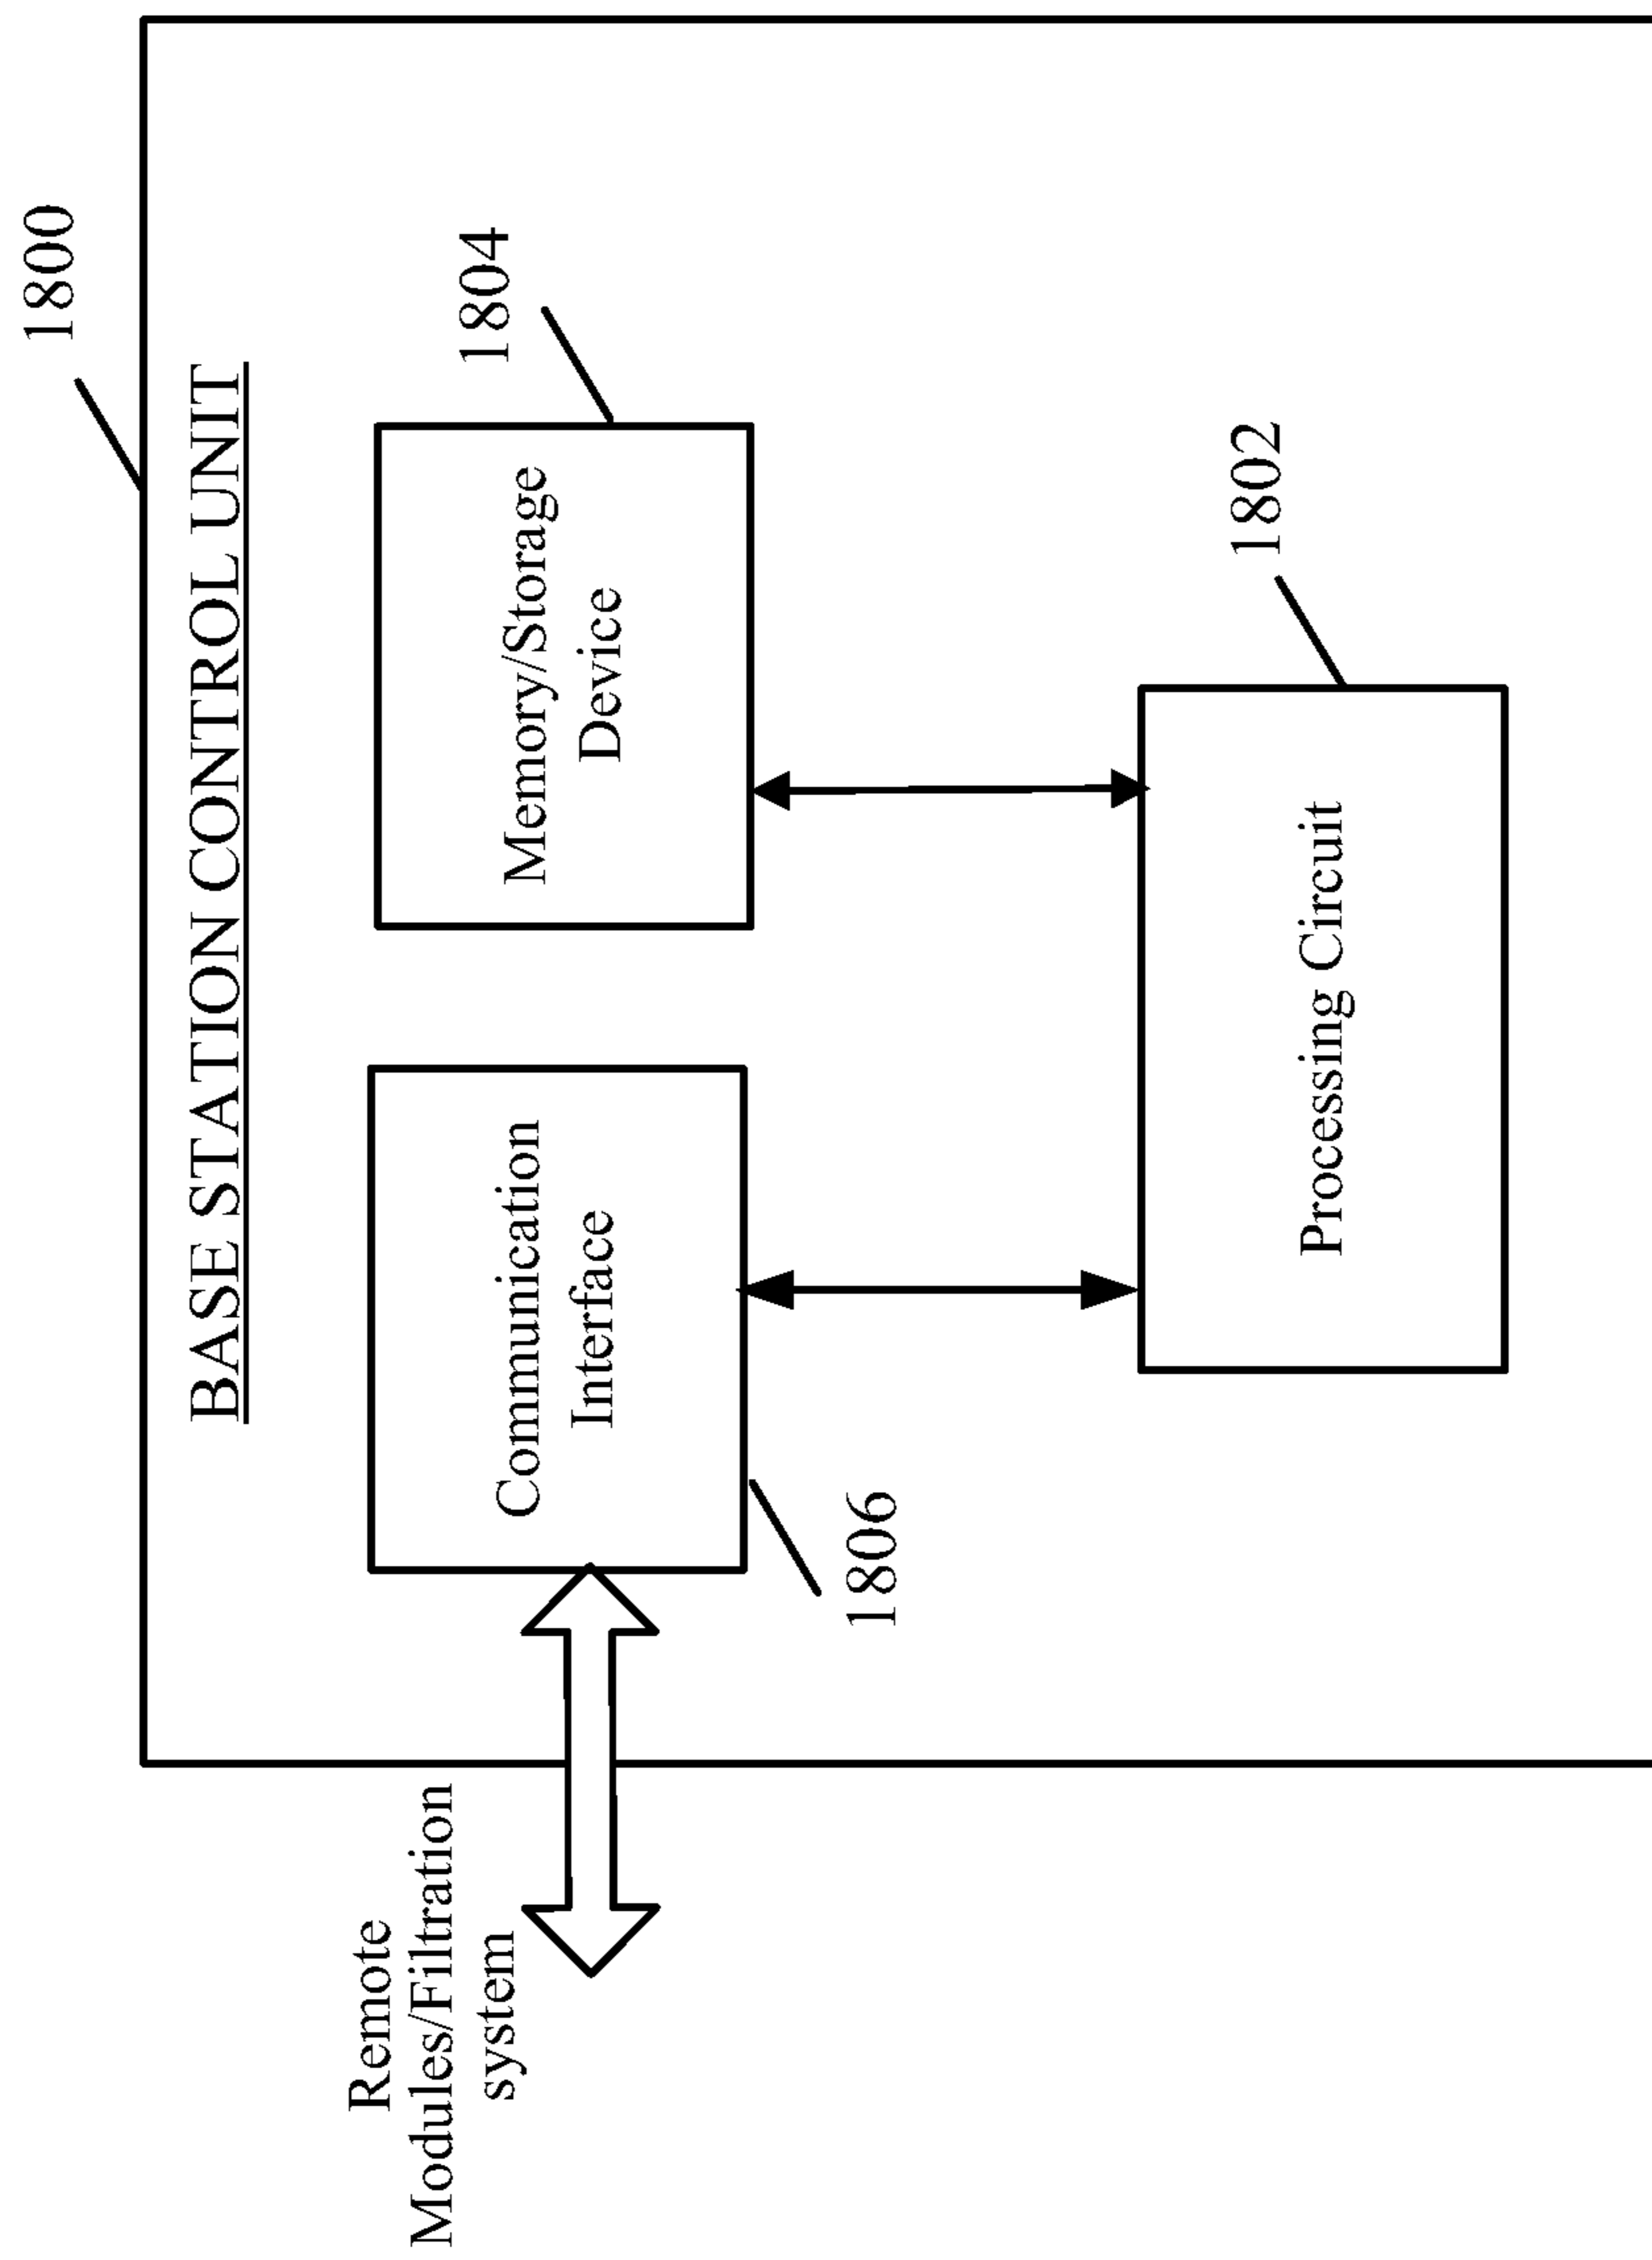 1800
BASE STATION CONTROL UNIT
Remote
Modules/Filtration
system
Communication
Interface
1806
Memory/Storage
Device
1804
Processing Circuit
1802